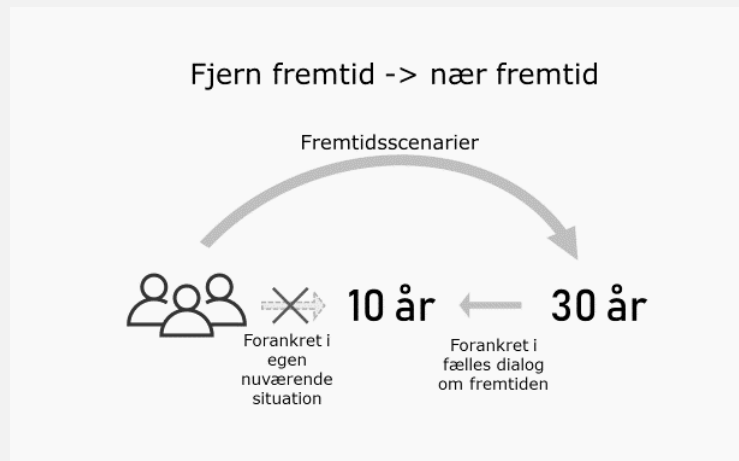 Fjern fremtid -> nær fremtid
Fremtidsscenarier
10 år
30 år
Forankret i
egen
nuværende
situation
Forankret i
fælles dialog
om fremtiden